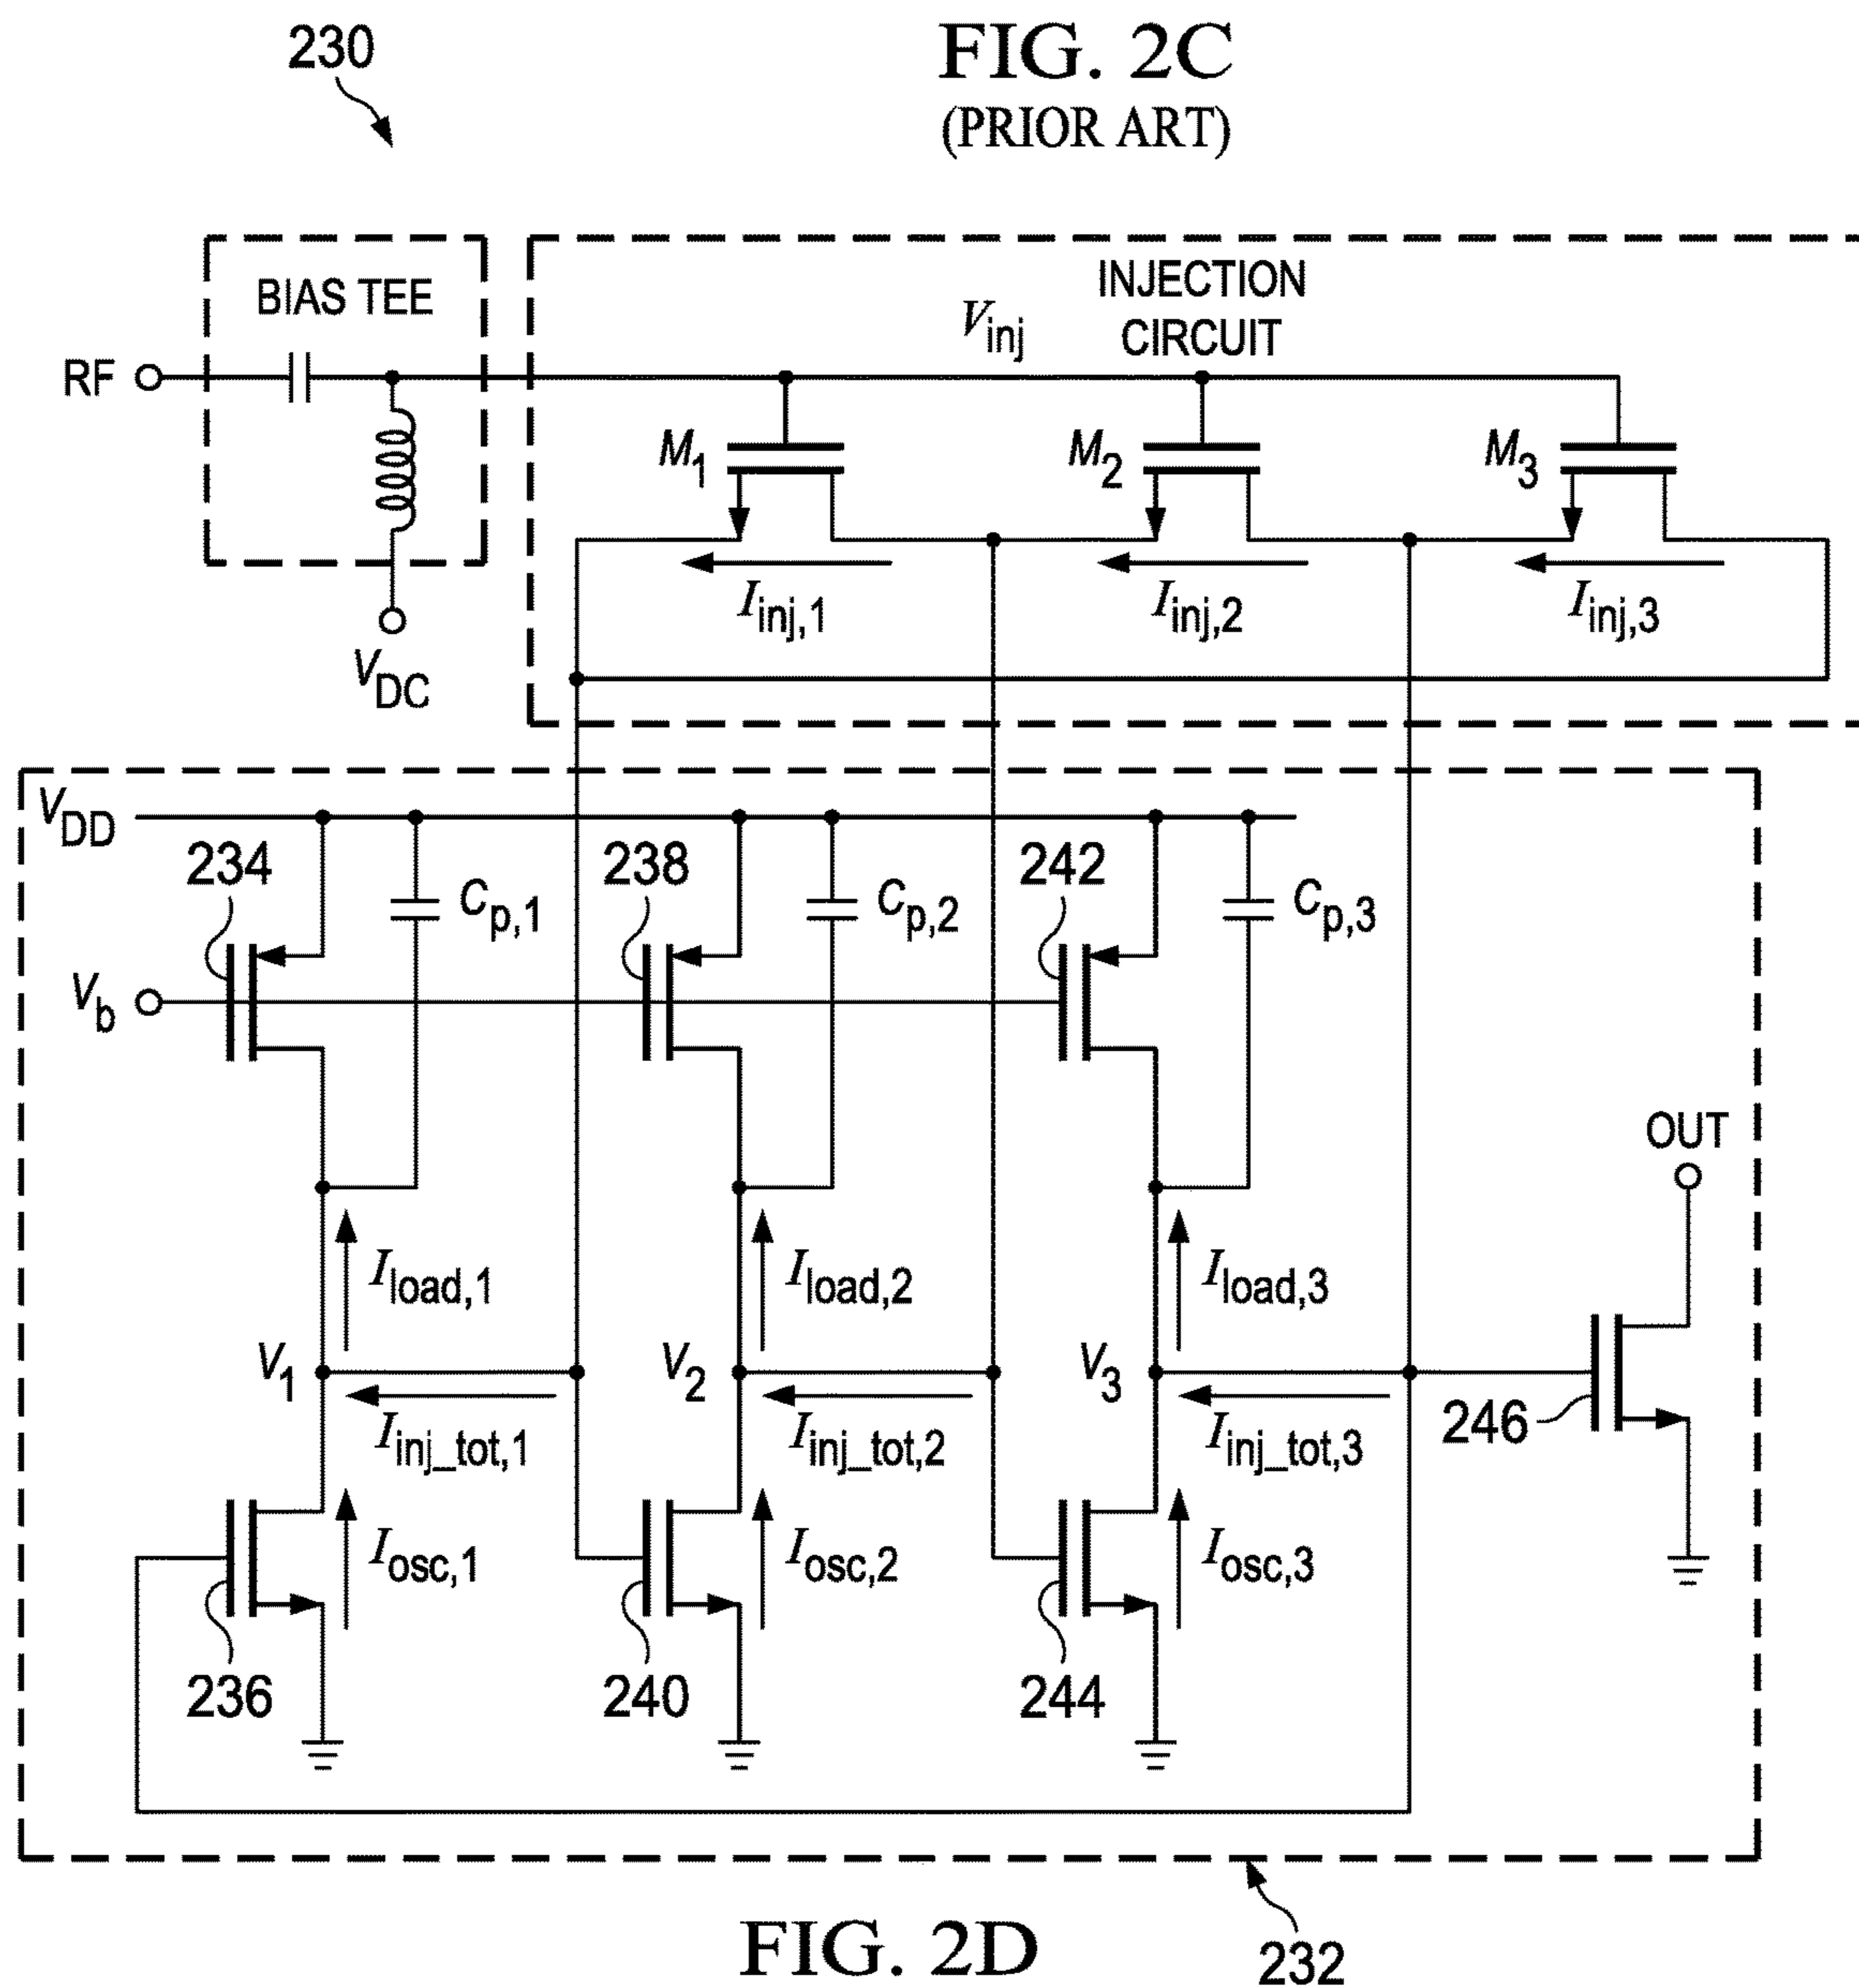 FIG. 2C
(PRIOR ART)
230
BIAS TEE
INJECTION
CIRCUIT
Vinj
RF
M1
M2
M3
Iinj,1
Iinj,2
Iinj,3
VDC
VDD
234
Cp,1
238
Cp,2
242
Cp,3
Vb
OUT
Iload,1
Iload,2
Iload,3
V1
V2
V3
Iinj_tot,1
Iinj_tot,2
Iinj_tot,3
246
Iosc,1
Iosc,2
Iosc,3
236
240
244
FIG. 2D
232